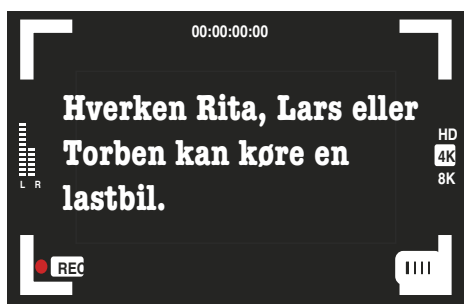 00:00:00:00
Hverken Rita, Lars eller
Torben kan køre en
lastbil.
HD
4K
8K
L R
REC